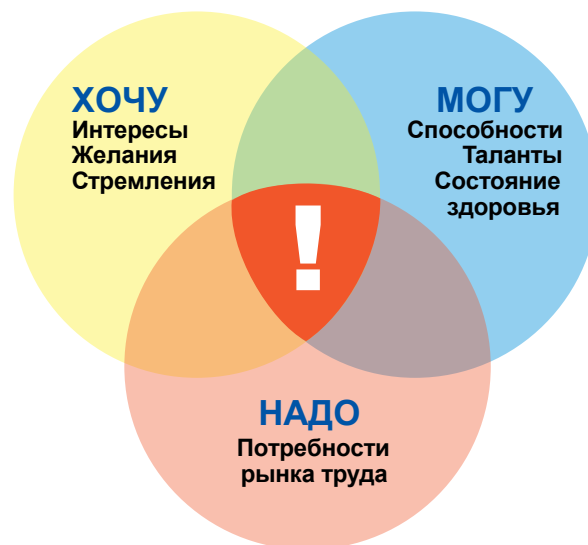 ХОЧУ
Интересы
Желания
Стремления
МОГУ
Способности
Таланты
Состояние
здоровья
!
НАДО
Потребности
рынка труда